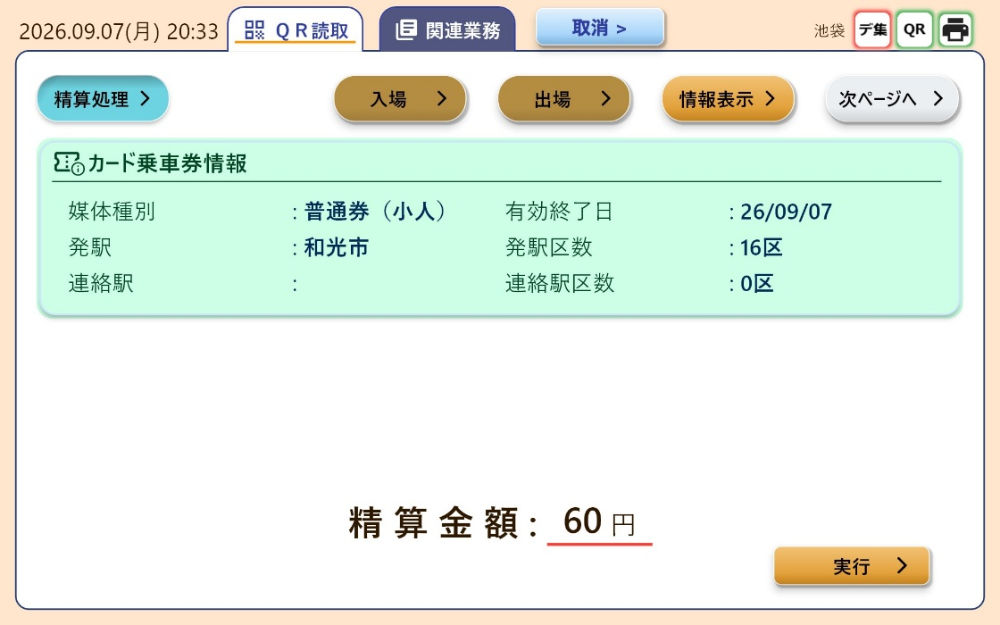 2026.09.07(月) 20:33 QR読取 関連業務 取消 > 池袋 デ集 QR
精算処理 > 入場 > 出場 > 情報表示 > 次ページへ >
カード乗車券情報
媒体種別 : 普通券（小人） 有効終了日 : 26/09/07
発駅 : 和光市 発駅区数 : 16区
連絡駅 : 連絡駅区数 : 0区
精算金額: 60円
実行 >